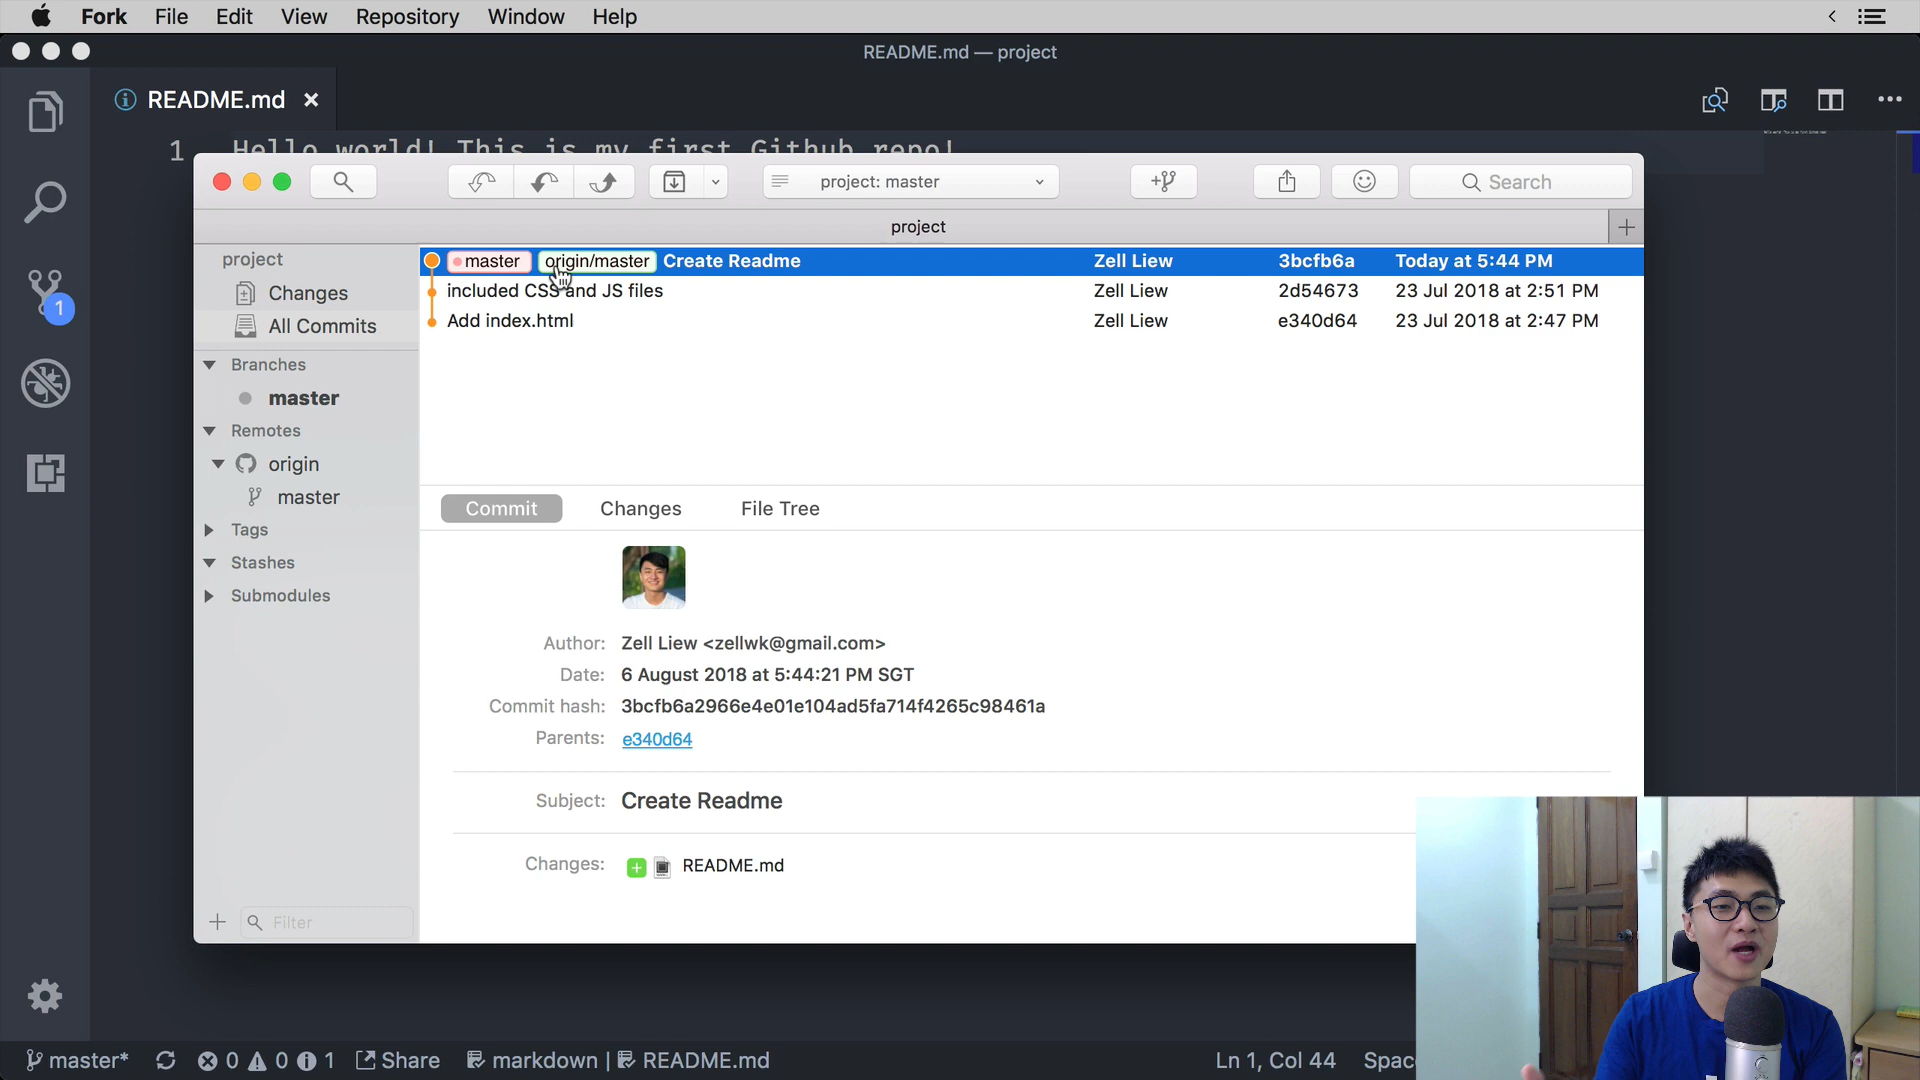 Fork File Edit View Repository Window Help
README.md — project
README.md
1 Hello world! This is my first Github repo!
project: master
Search
project
project
Changes
All Commits
Branches
master
Remotes
origin
master
Tags
Stashes
Submodules
Filter
master origin/master Create Readme Zell Liew 3bcfb6a Today at 5:44 PM
included CSS and JS files Zell Liew 2d54673 23 Jul 2018 at 2:51 PM
Add index.html Zell Liew e340d64 23 Jul 2018 at 2:47 PM
Commit Changes File Tree
Author: Zell Liew <zellwk@gmail.com>
Date: 6 August 2018 at 5:44:21 PM SGT
Commit hash: 3bcfb6a2966e4e01e104ad5fa714f4265c98461a
Parents: e340d64
Subject: Create Readme
Changes: README.md
1
master* 0 0 1 Share markdown | README.md Ln 1, Col 44 Spac